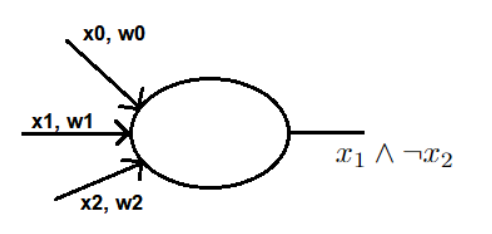 x0, w0
x1, w1
x2, w2
x₁ ∧ ¬x₂